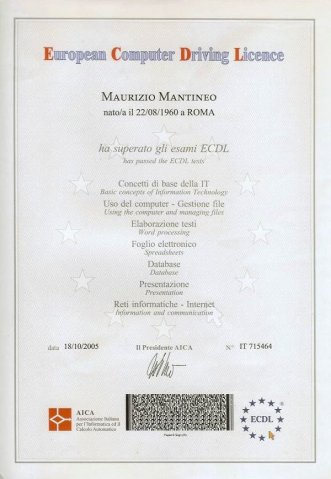 European Computer Driving Licence
MAURIZIO MANTINEO
nato/a il 22/08/1960 a ROMA
ha superato gli esami ECDL
has passed the ECDL tests
Concetti di base della IT
Basic concepts of Information Technology
Uso del computer - Gestione file
Using the computer and managing files
Elaborazione testi
Word processing
Foglio elettronico
Spreadsheets
Database
Database
Presentazione
Presentation
Reti informatiche - Internet
Information and communication
data 18/10/2005 Il Presidente AICA N° IT 715464
AICA
Associazione Italiana
per l'Informatica ed il
Calcolo Automatico
ECDL